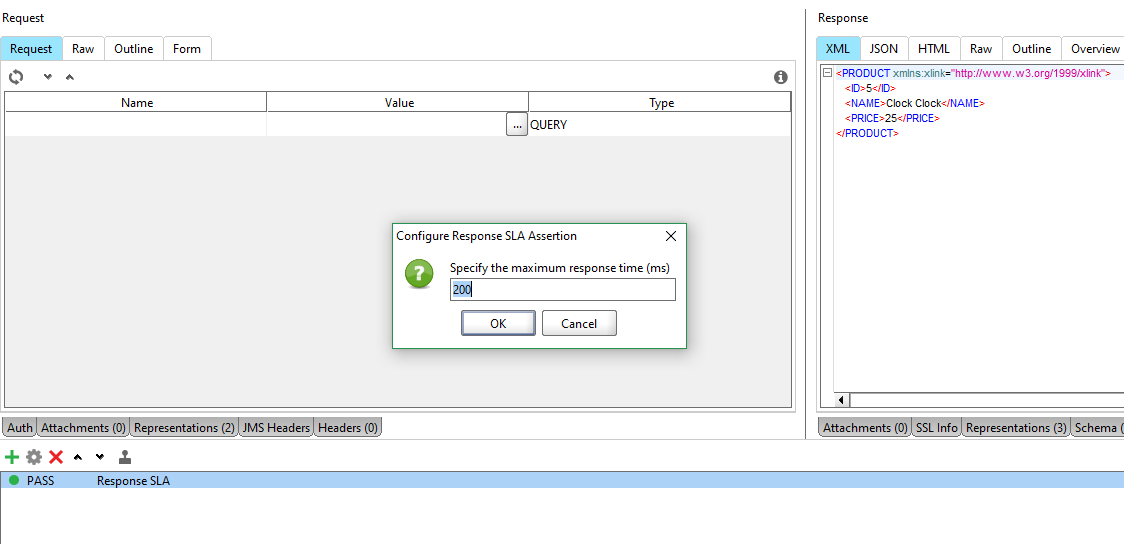 Request
Response
Request Raw Outline Form
XML JSON HTML Raw Outline Overview
Name Value Type
... QUERY
<PRODUCT xmlns:xlink="http://www.w3.org/1999/xlink">
<ID>5</ID>
<NAME>Clock Clock</NAME>
<PRICE>25</PRICE>
</PRODUCT>
Configure Response SLA Assertion
Specify the maximum response time (ms)
200
OK Cancel
Auth Attachments (0) Representations (2) JMS Headers Headers (0)
Attachments (0) SSL Info Representations (3) Schema (
PASS Response SLA